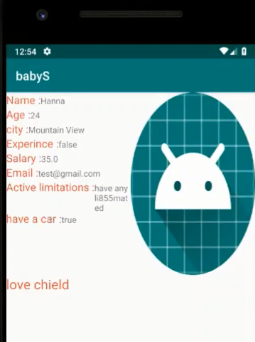 12:54
babyS
Name :Hanna
Age :24
city :Mountain View
Experince :false
Salary :35.0
Email :test@gmail.com
Active limitations :have any
li855mat
ed
have a car :true
love chield